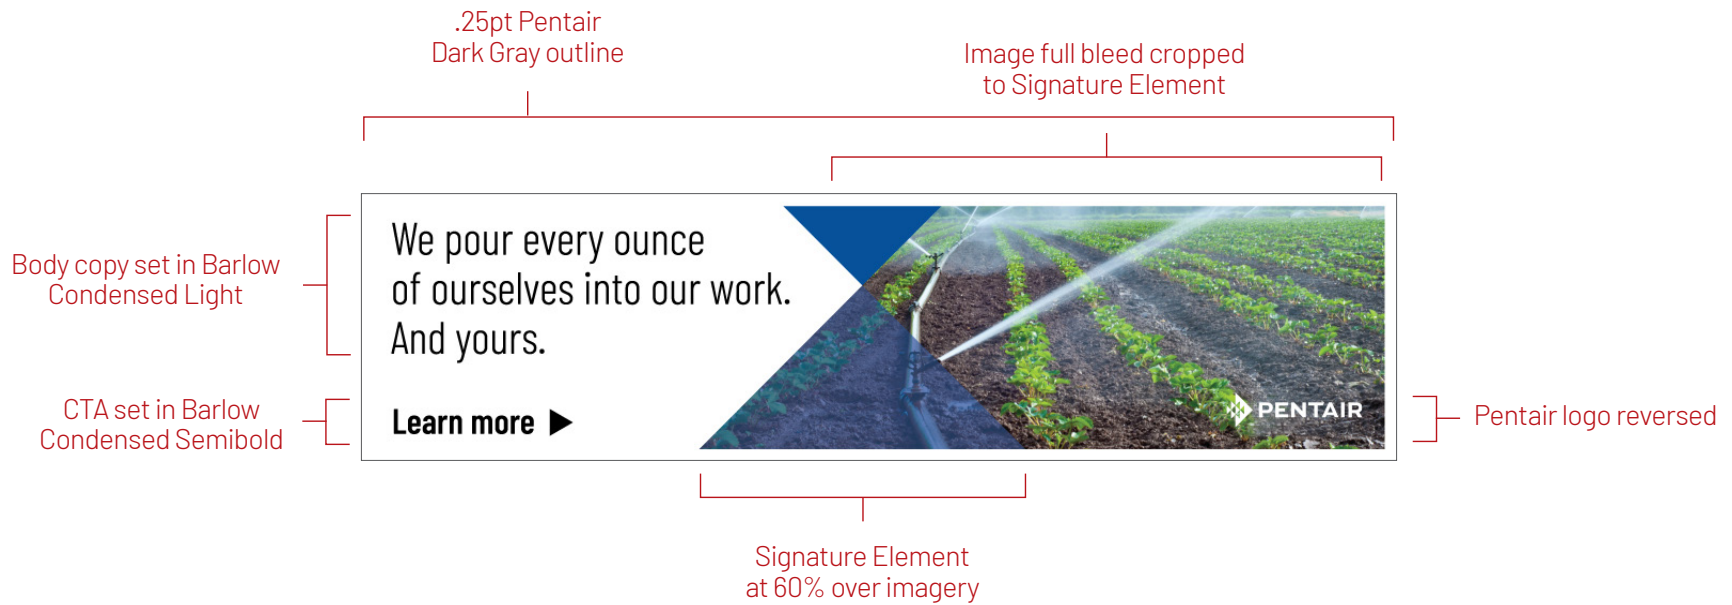 .25pt Pentair
Dark Gray outline
Image full bleed cropped
to Signature Element
Body copy set in Barlow
Condensed Light
We pour every ounce
of ourselves into our work.
And yours.
CTA set in Barlow
Condensed Semibold
Learn more
PENTAIR
Pentair logo reversed
Signature Element
at 60% over imagery